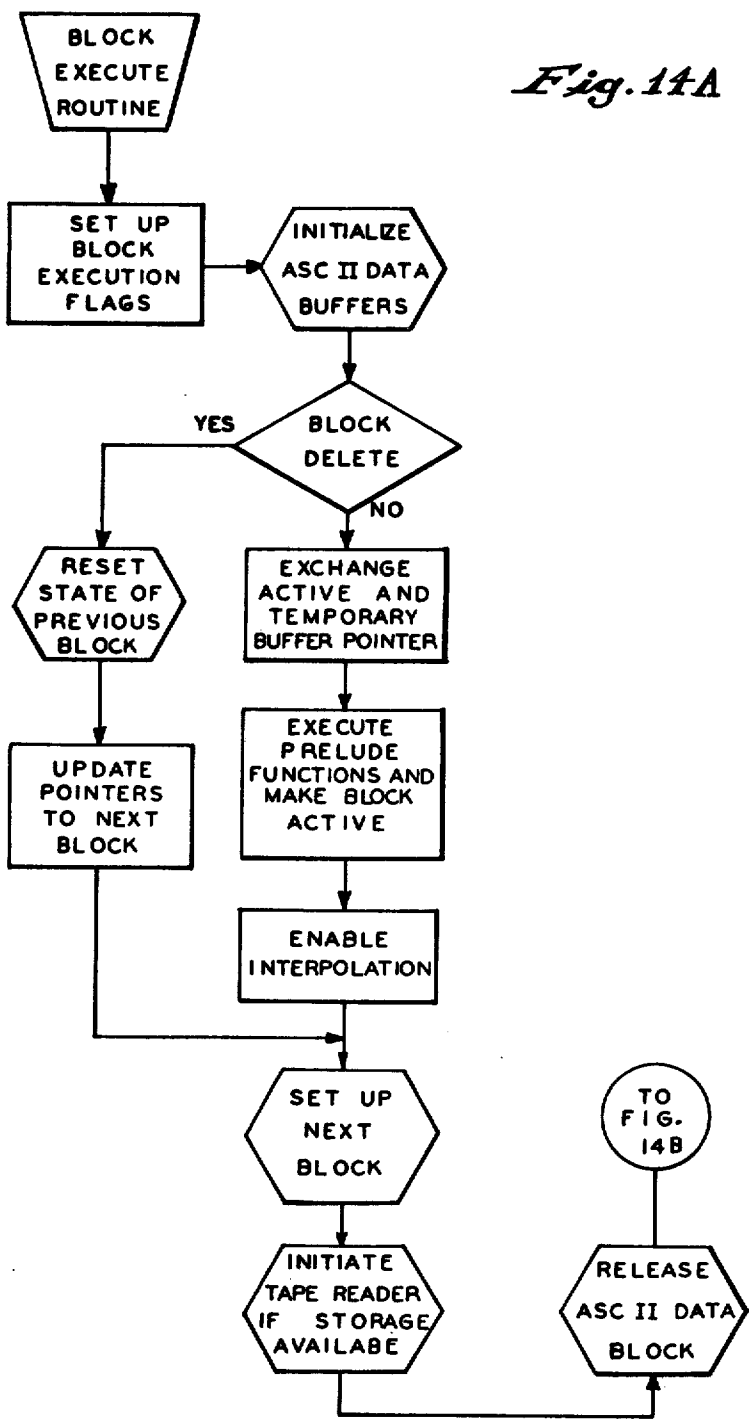 Fig. 14A
BLOCK
EXECUTE
ROUTINE
SET UP
BLOCK
EXECUTION
FLAGS
INITIALIZE
ASC II DATA
BUFFERS
BLOCK
DELETE
YES
NO
RESET
STATE OF
PREVIOUS
BLOCK
UPDATE
POINTERS
TO NEXT
BLOCK
EXCHANGE
ACTIVE AND
TEMPORARY
BUFFER POINTER
EXECUTE
PRELUDE
FUNCTIONS AND
MAKE BLOCK
ACTIVE
ENABLE
INTERPOLATION
SET UP
NEXT
BLOCK
INITIATE
TAPE READER
IF STORAGE
AVAILABE
RELEASE
ASC II DATA
BLOCK
TO
FIG.
14B